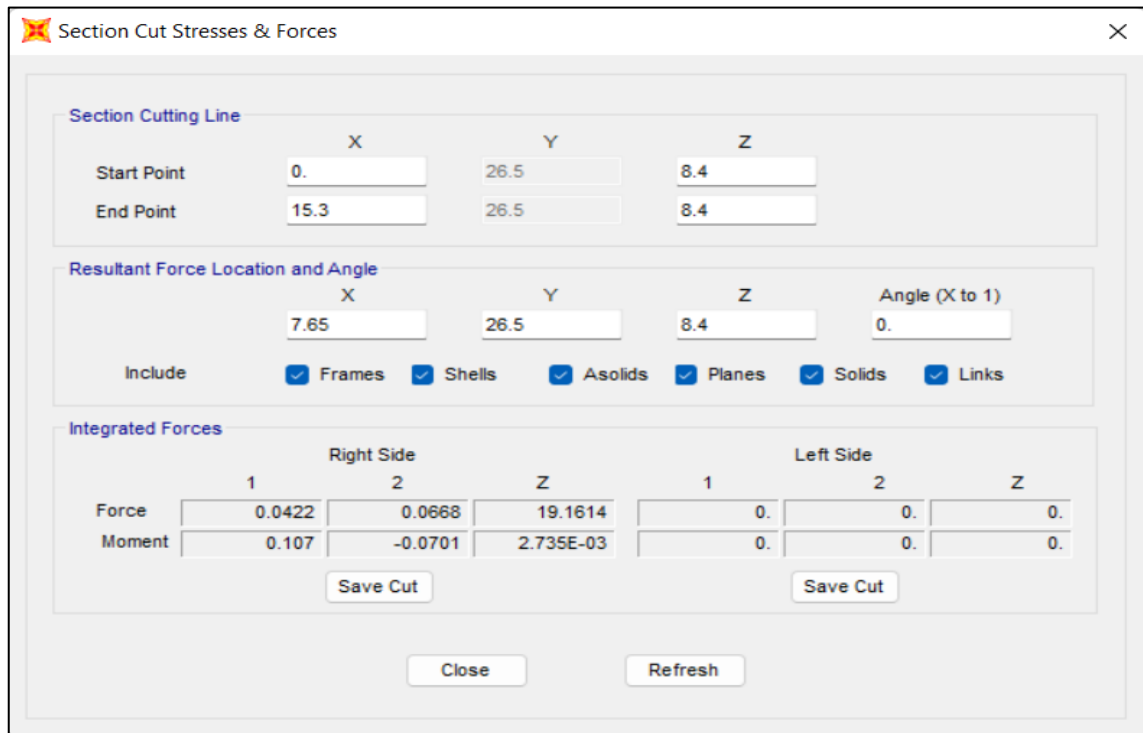 Section Cut Stresses & Forces
Section Cutting Line
X Y Z
Start Point 0. 26.5 8.4
End Point 15.3 26.5 8.4
Resultant Force Location and Angle
X Y Z Angle (X to 1)
7.65 26.5 8.4 0.
Include Frames Shells Asolids Planes Solids Links
Integrated Forces
Right Side Left Side
1 2 Z 1 2 Z
Force 0.0422 0.0668 19.1614 0. 0. 0.
Moment 0.107 -0.0701 2.735E-03 0. 0. 0.
Save Cut Save Cut
Close Refresh